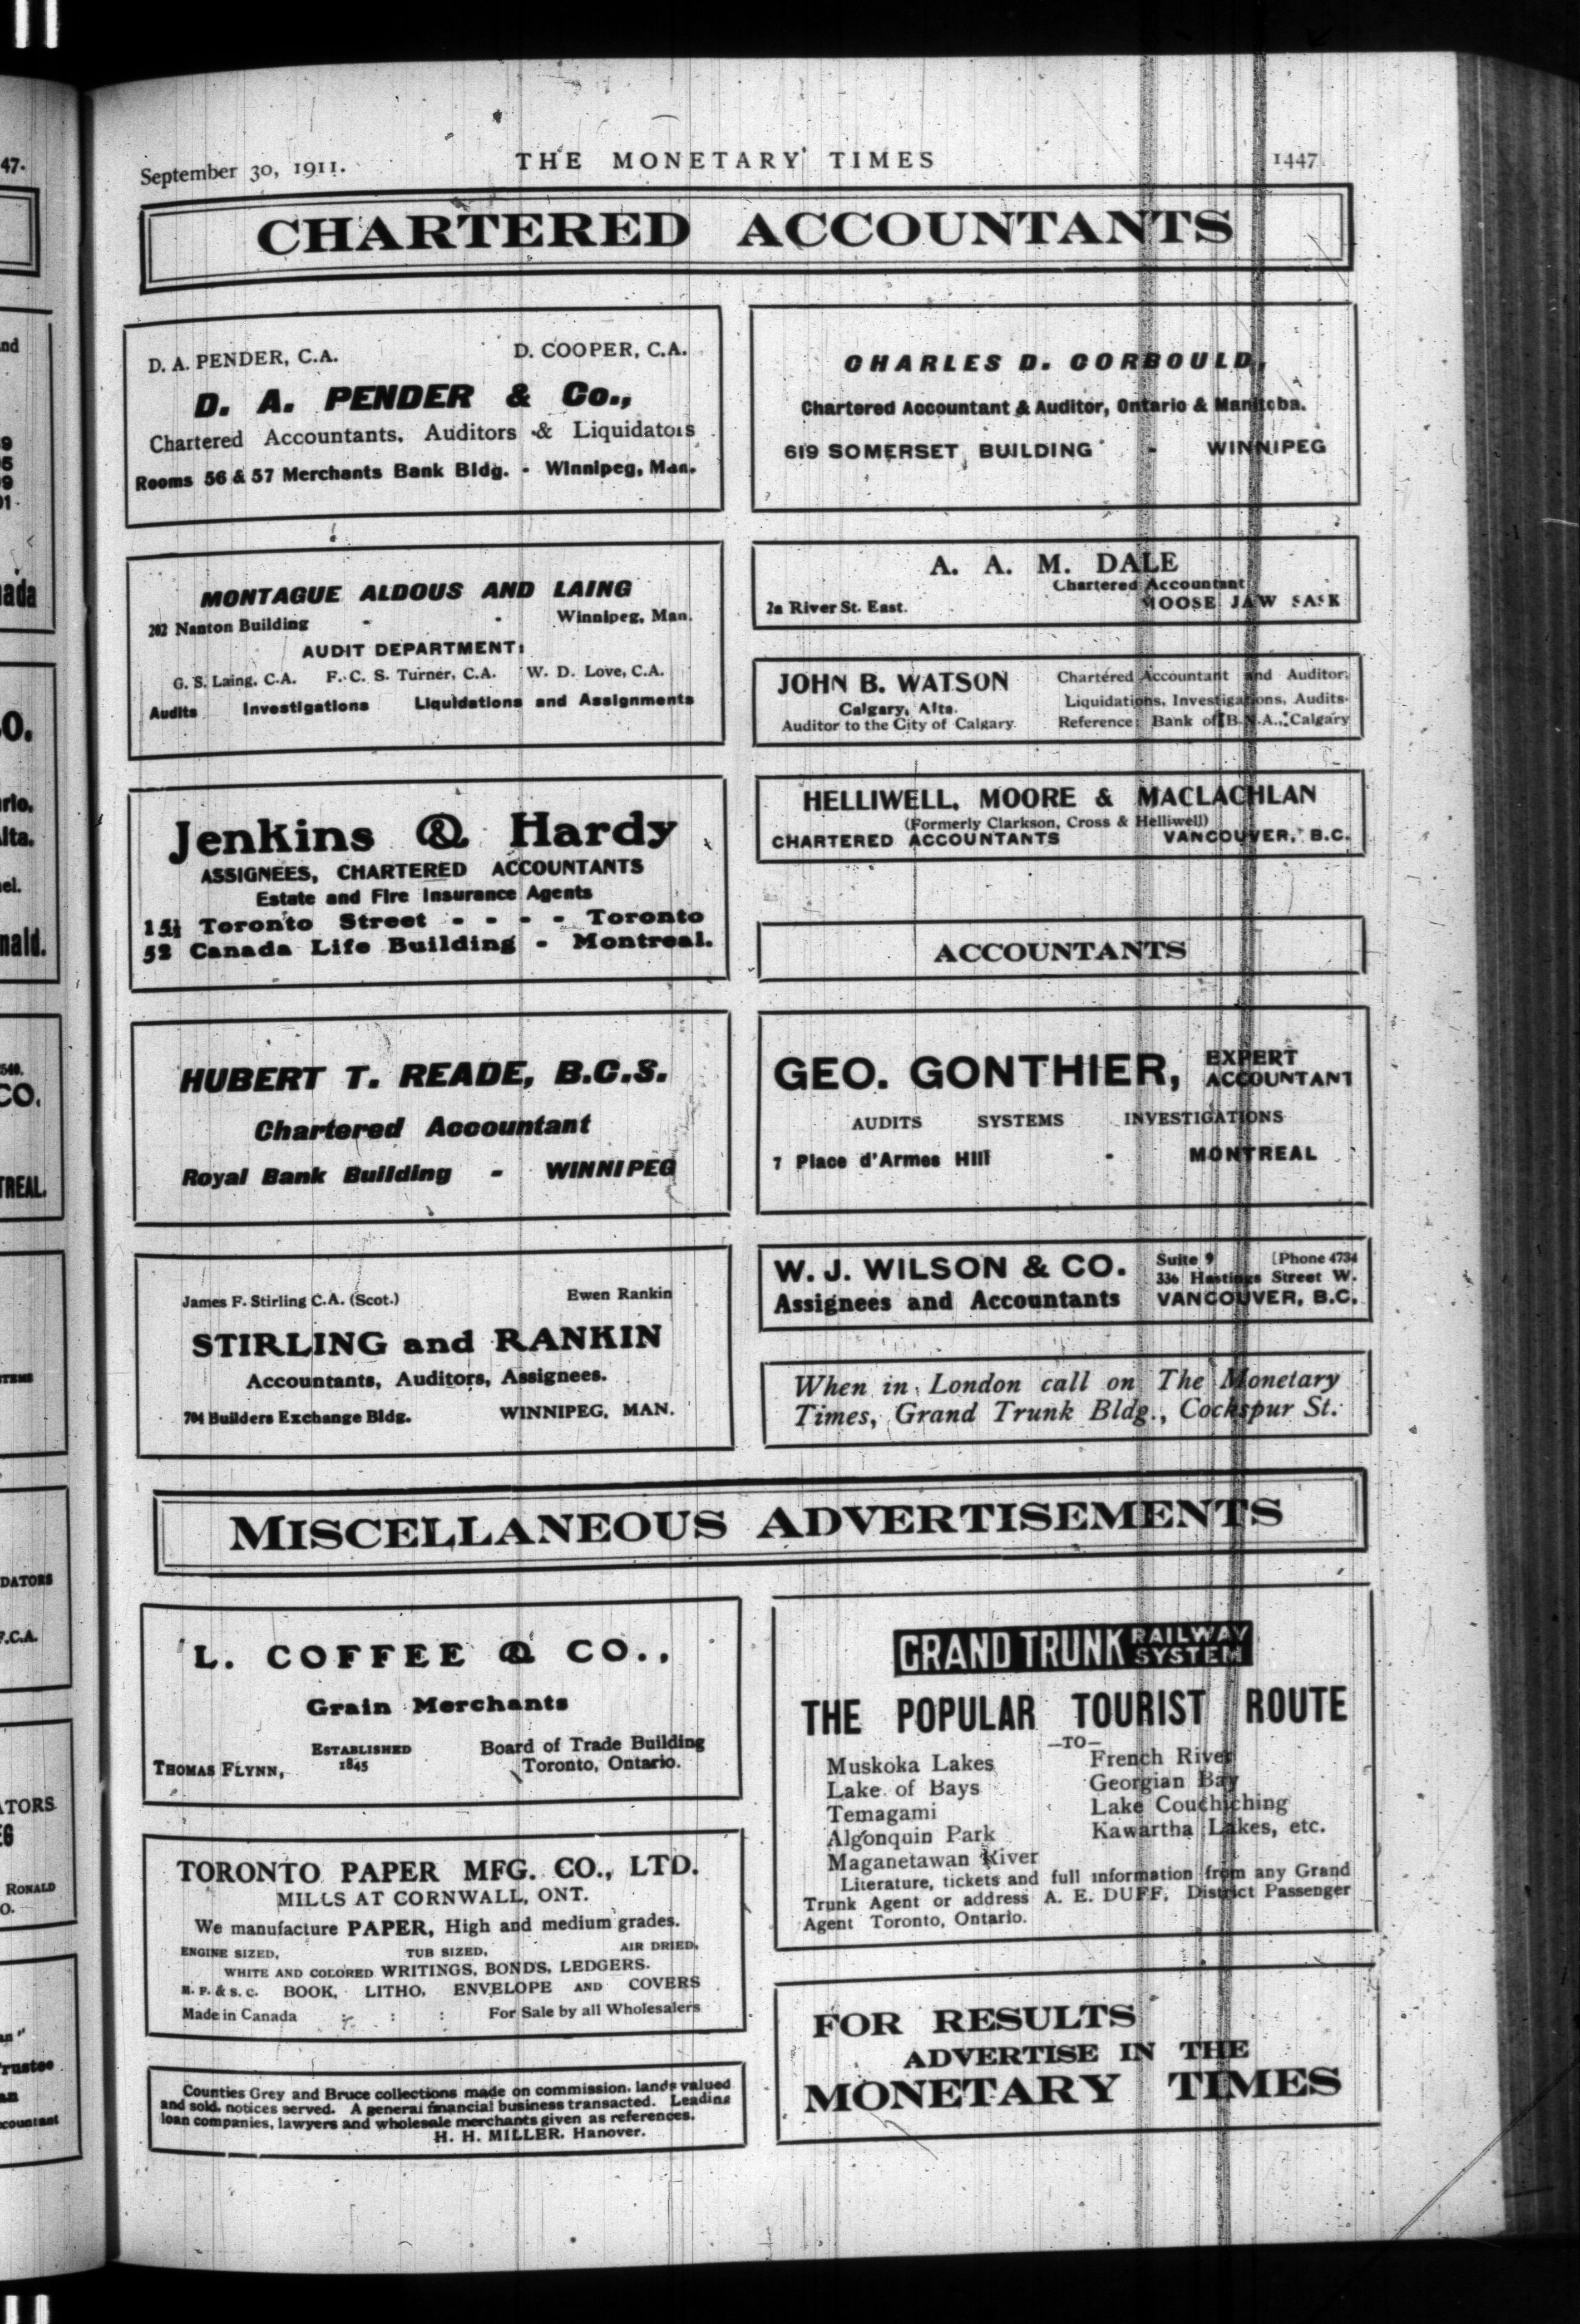 September 30, 1911. THE MONETARY TIMES 1447
CHARTERED ACCOUNTANTS
D. A. PENDER, C.A. D. COOPER, C.A.
D. A. PENDER & Co.,
Chartered Accountants, Auditors & Liquidators
Rooms 56 & 57 Merchants Bank Bldg. - Winnipeg, Man.
MONTAGUE ALDOUS AND LAING
202 Nanton Building - - Winnipeg, Man.
AUDIT DEPARTMENT:
G. S. Laing, C.A. F. C. S. Turner, C.A. W. D. Love, C.A.
Audits Investigations Liquidations and Assignments
Jenkins & Hardy
ASSIGNEES, CHARTERED ACCOUNTANTS
Estate and Fire Insurance Agents
15½ Toronto Street - - - - Toronto
52 Canada Life Building - Montreal.
HUBERT T. READE, B.C.S.
Chartered Accountant
Royal Bank Building - WINNIPEG
James F. Stirling C.A. (Scot.) Ewen Rankin
STIRLING and RANKIN
Accountants, Auditors, Assignees.
704 Builders Exchange Bldg. WINNIPEG, MAN.
CHARLES D. CORBOULD,
Chartered Accountant & Auditor, Ontario & Manitoba.
619 SOMERSET BUILDING - WINNIPEG
A. A. M. DALE
Chartered Accountant
2a River St. East. MOOSE JAW SASK
JOHN B. WATSON
Calgary, Alta.
Auditor to the City of Calgary.
Chartered Accountant and Auditor,
Liquidations, Investigations, Audits.
Reference: Bank of B.N.A., Calgary
HELLIWELL, MOORE & MACLACHLAN
(Formerly Clarkson, Cross & Helliwell)
CHARTERED ACCOUNTANTS VANCOUVER, B.C.
ACCOUNTANTS
GEO. GONTHIER, EXPERT ACCOUNTANT
AUDITS SYSTEMS INVESTIGATIONS
7 Place d'Armes Hill - MONTREAL
W. J. WILSON & CO.
Assignees and Accountants
Suite 9 Phone 4734
336 Hastings Street W.
VANCOUVER, B.C.
When in London call on The Monetary
Times, Grand Trunk Bldg., Cockspur St.
MISCELLANEOUS ADVERTISEMENTS
L. COFFEE & CO.,
Grain Merchants
THOMAS FLYNN, ESTABLISHED 1845 Board of Trade Building
Toronto, Ontario.
TORONTO PAPER MFG. CO., LTD.
MILLS AT CORNWALL, ONT.
We manufacture PAPER, High and medium grades.
ENGINE SIZED, TUB SIZED, AIR DRIED,
WHITE AND COLORED WRITINGS, BONDS, LEDGERS.
M. F. & S. C. BOOK, LITHO, ENVELOPE AND COVERS
Made in Canada : : : For Sale by all Wholesalers
Counties Grey and Bruce collections made on commission, lands valued
and sold, notices served. A general financial business transacted. Leading
loan companies, lawyers and wholesale merchants given as references.
H. H. MILLER, Hanover.
GRAND TRUNK RAILWAY SYSTEM
THE POPULAR TOURIST ROUTE
—TO—
Muskoka Lakes
Lake of Bays
Temagami
Algonquin Park
Maganetawan River
French River
Georgian Bay
Lake Couchiching
Kawartha Lakes, etc.
Literature, tickets and full information from any Grand
Trunk Agent or address A. E. DUFF, District Passenger
Agent Toronto, Ontario.
FOR RESULTS
ADVERTISE IN THE
MONETARY TIMES